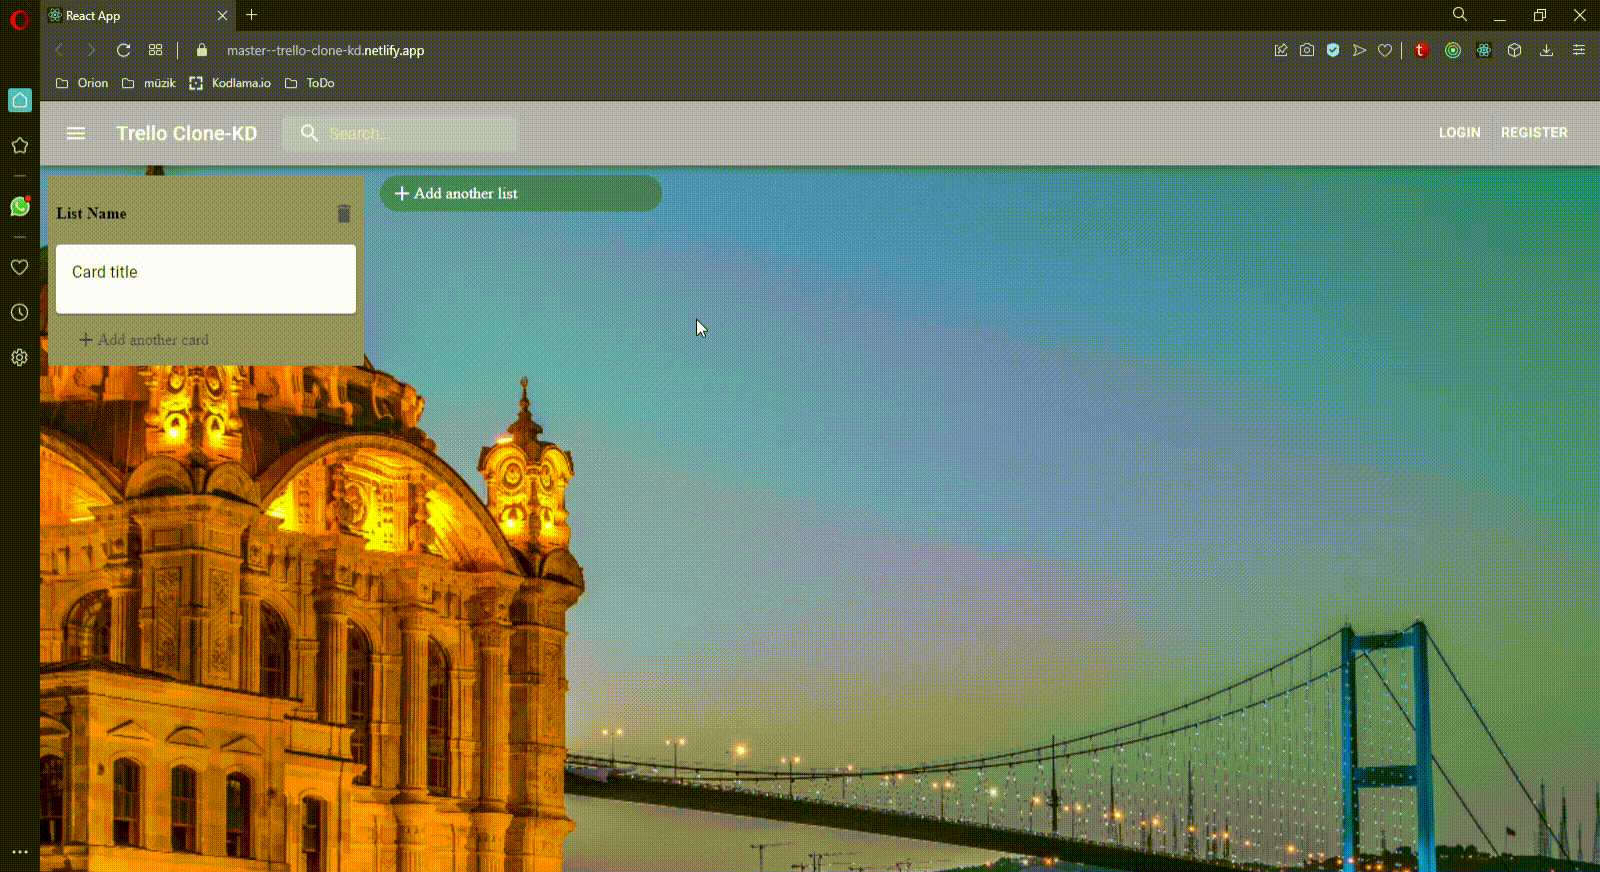 React App
master--trello-clone-kd.netlify.app
Orion
müzik
Kodlama.io
ToDo
Trello Clone-KD
Search…
LOGIN
REGISTER
List Name
Add another list
Card title
Add another card